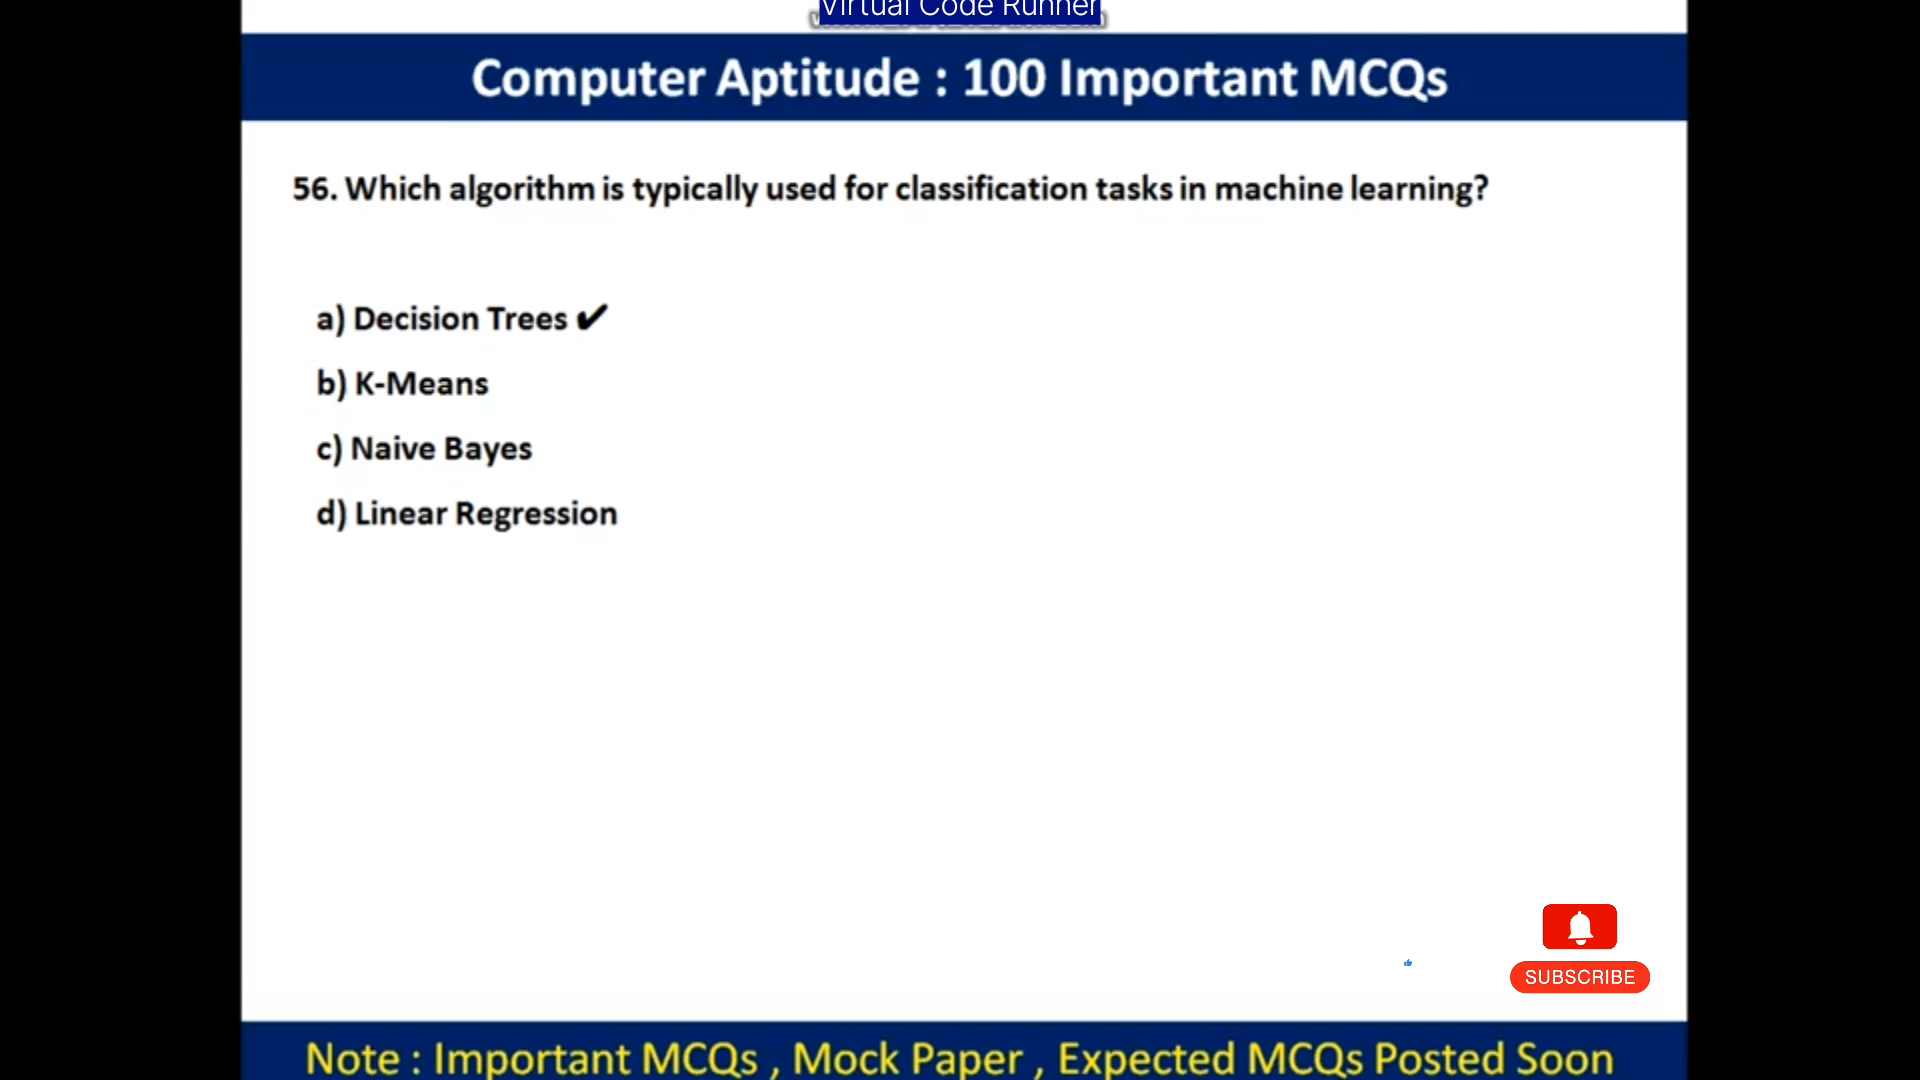 Virtual Code Runner
Computer Aptitude : 100 Important MCQs
56. Which algorithm is typically used for classification tasks in machine learning?
a) Decision Trees ✔
b) K-Means
c) Naive Bayes
d) Linear Regression
SUBSCRIBE
Note : Important MCQs , Mock Paper , Expected MCQs Posted Soon